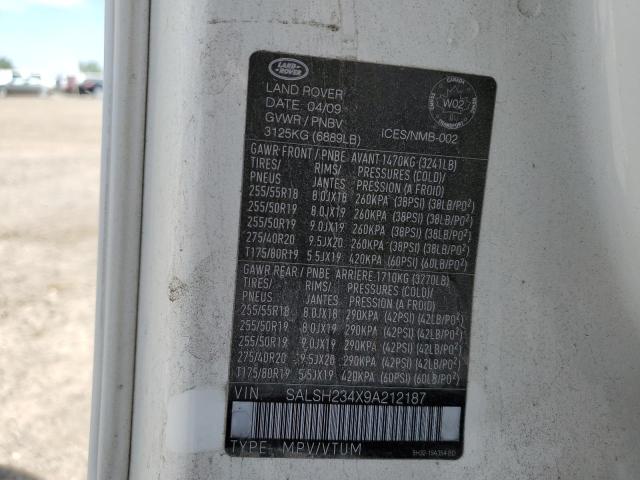 LAND ROVER
LAND ROVER
DATE: 04/09
GVWR / PNBV
3125KG (6889LB)
ICES/NMB-002
CANADA
W02
TRANSPORT
GAWR FRONT / PNBE AVANT 1470KG (3241LB)
TIRES/ RIMS/ PRESSURES (COLD)/
PNEUS JANTES PRESSION (A FROID)
255/55R18 8.0JX18 260KPA (38PSI) (38LB/PO²)
255/50R19 8.0JX19 260KPA (38PSI) (38LB/PO²)
255/50R19 9.0JX19 260KPA (38PSI) (38LB/PO²)
275/40R20 9.5JX20 260KPA (38PSI) (38LB/PO²)
T175/80R19 5.5JX19 420KPA (60PSI) (60LB/PO²)
GAWR REAR / PNBE ARRIERE 1710KG (3270LB)
TIRES/ RIMS/ PRESSURES (COLD)/
PNEUS JANTES PRESSION (A FROID)
255/55R18 8.0JX18 290KPA (42PSI) (42LB/PO²)
255/50R19 8.0JX19 290KPA (42PSI) (42LB/PO²)
255/50R19 9.0JX19 290KPA (42PSI) (42LB/PO²)
275/40R20 9.5JX20 290KPA (42PSI) (42LB/PO²)
T175/80R19 5.5JX19 420KPA (60PSI) (60LB/PO²)
VIN SALSH234X9A212187
TYPE: MPV/VTUM